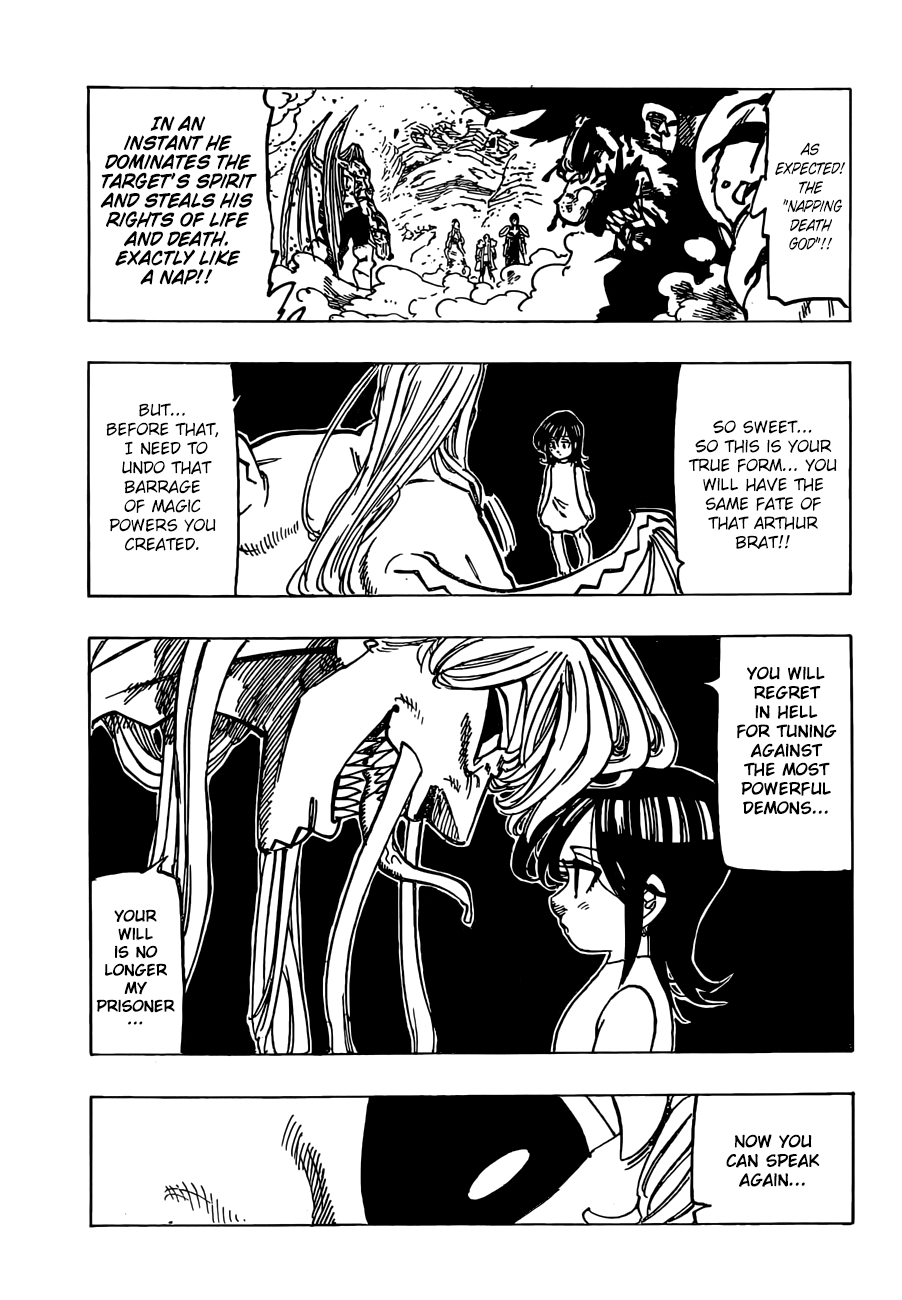 AS
EXPECTED!
THE
"NAPPING
DEATH
GOD"!!
IN AN
INSTANT HE
DOMINATES THE
TARGET'S SPIRIT
AND STEALS HIS
RIGHTS OF LIFE
AND DEATH.
EXACTLY LIKE
A NAP!!
SO SWEET...
SO THIS IS YOUR
TRUE FORM... YOU
WILL HAVE THE
SAME FATE OF
THAT ARTHUR
BRAT!!
BUT...
BEFORE THAT,
I NEED TO
UNDO THAT
BARRAGE
OF MAGIC
POWERS YOU
CREATED.
YOU WILL
REGRET
IN HELL
FOR TUNING
AGAINST
THE MOST
POWERFUL
DEMONS...
YOUR
WILL
IS NO
LONGER
MY
PRISONER
...
NOW YOU
CAN SPEAK
AGAIN...